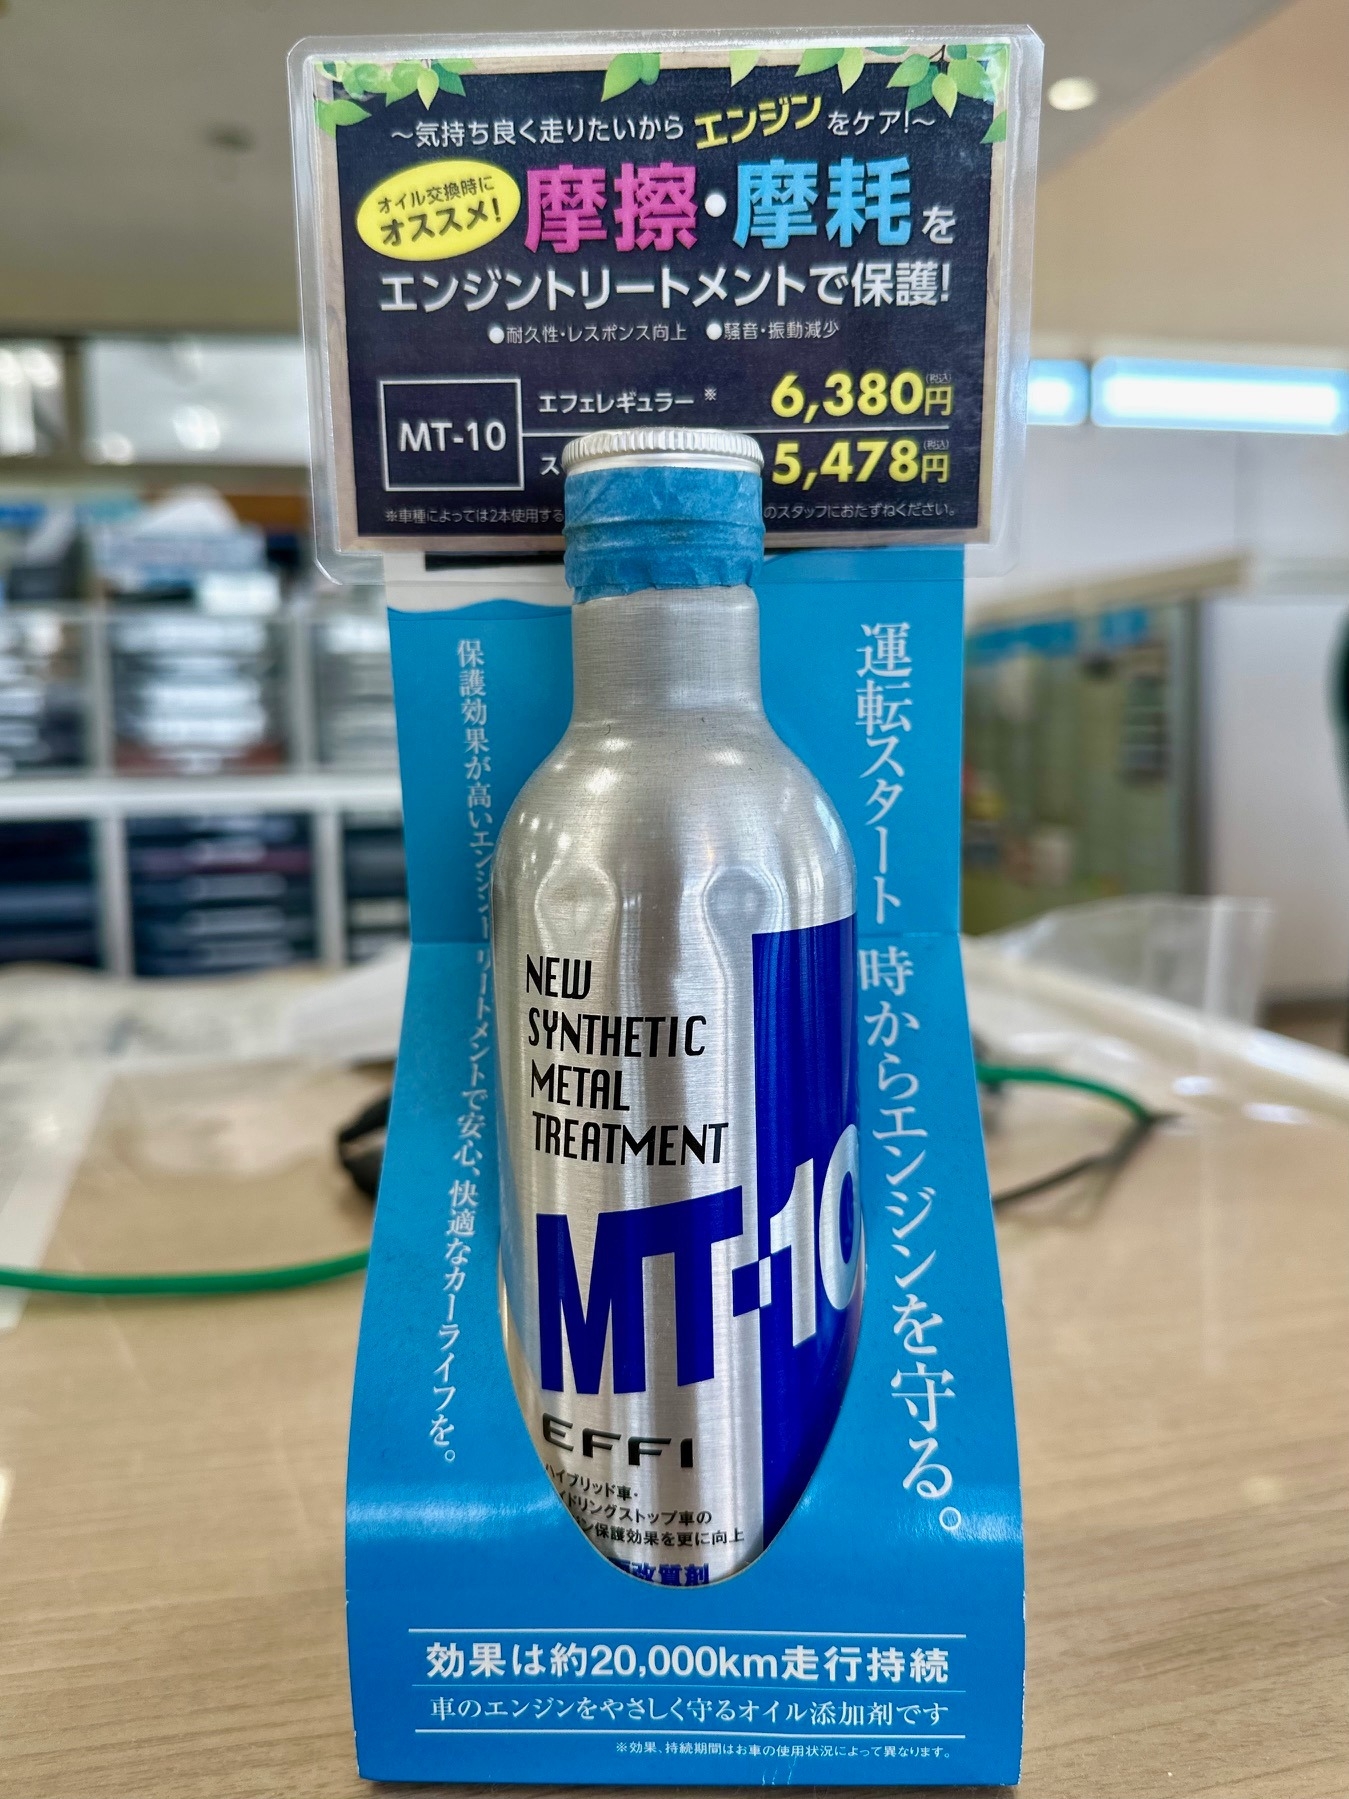 ～気持ち良く走りたいからエンジンをケア!～
オイル交換時に
オススメ!
摩擦・摩耗を
エンジントリートメントで保護!
●耐久性・レスポンス向上 ●騒音・振動減少
MT-10
エフェレギュラー ※ 6,380円(税込)
ス 5,478円(税込)
※車種によっては2本使用する のスタッフにおたずねください。
運転スタート時からエンジンを守る。
保護効果が高いエンジントリートメントで安心、快適なカーライフを。
NEW
SYNTHETIC
METAL
TREATMENT
MT-10
EFFI
ハイブリッド車・
イドリングストップ車の
ン保護効果を更に向上
改質剤
効果は約20,000km走行持続
車のエンジンをやさしく守るオイル添加剤です
※効果、持続期間はお車の使用状況によって異なります。